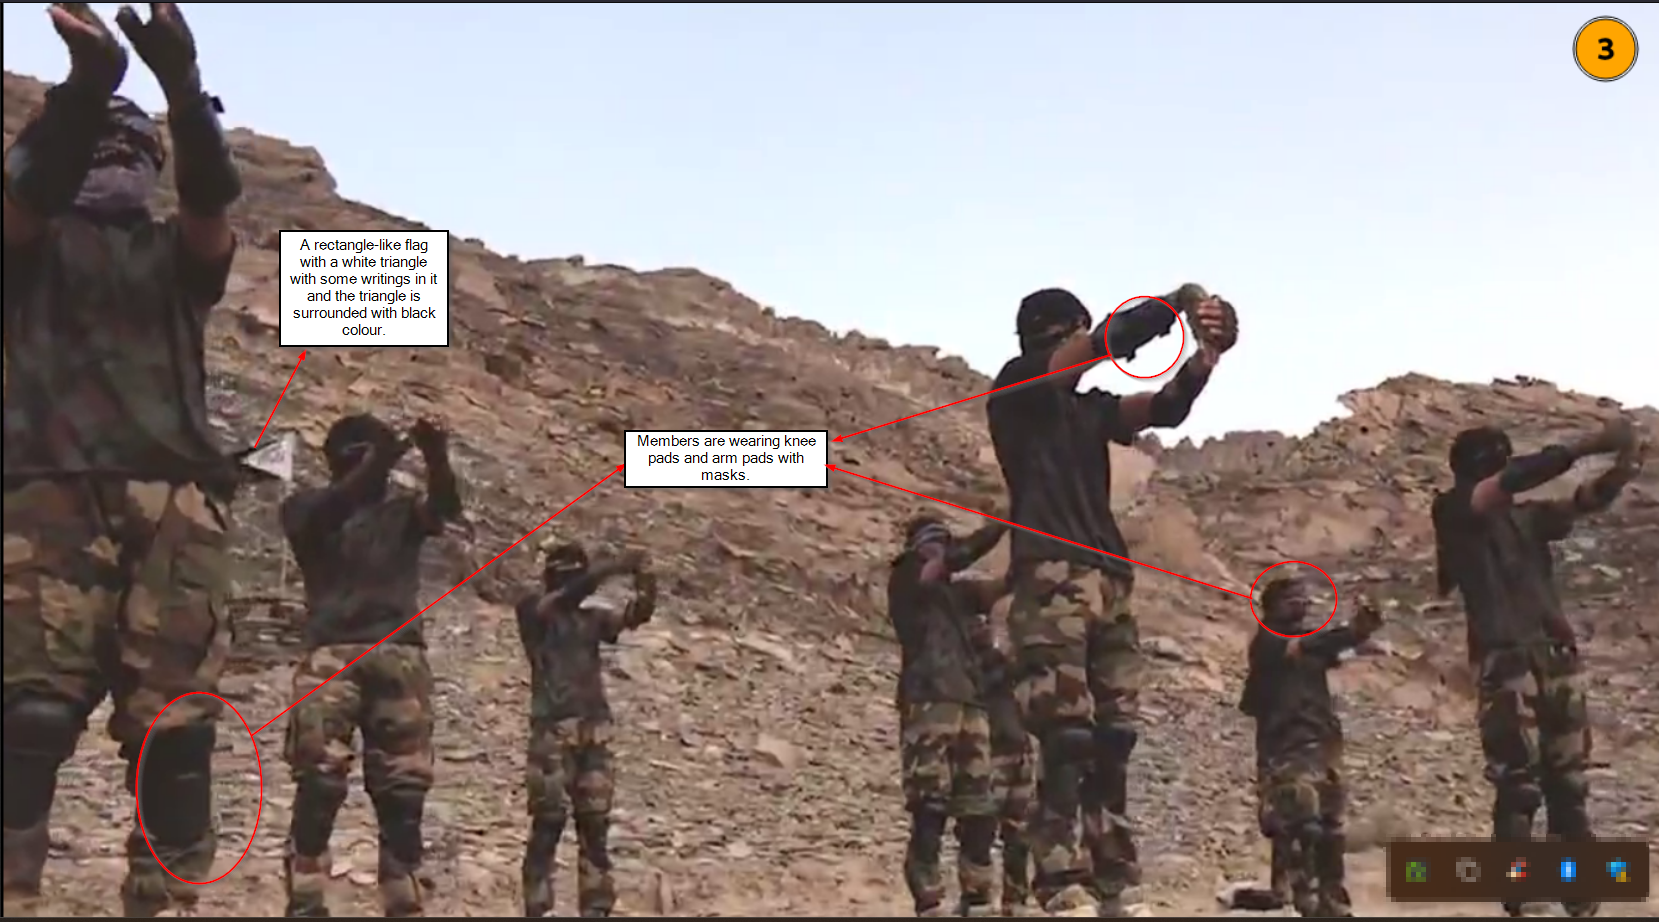 3
A rectangle-like flag
with a white triangle
with some writings in it
and the triangle is
surrounded with black
colour.
Members are wearing knee
pads and arm pads with
masks.